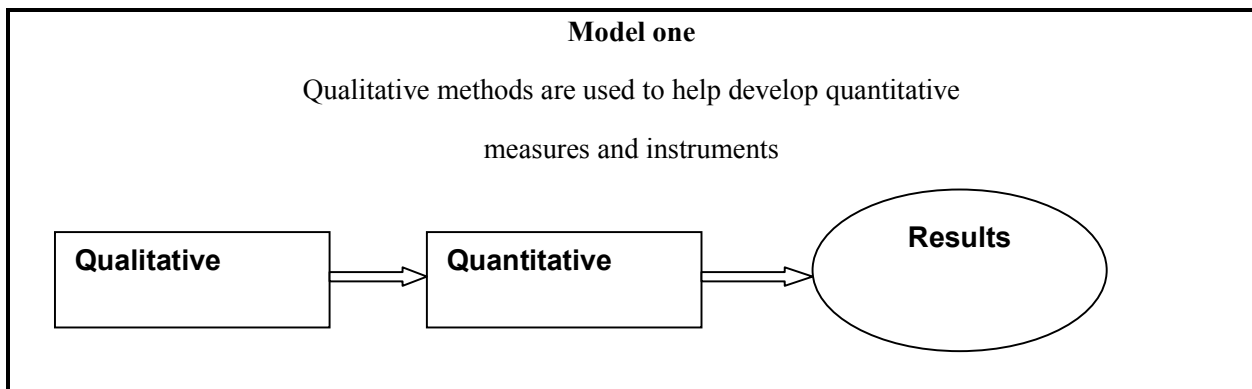 Model one
Qualitative methods are used to help develop quantitative
measures and instruments
Qualitative
Quantitative
Results